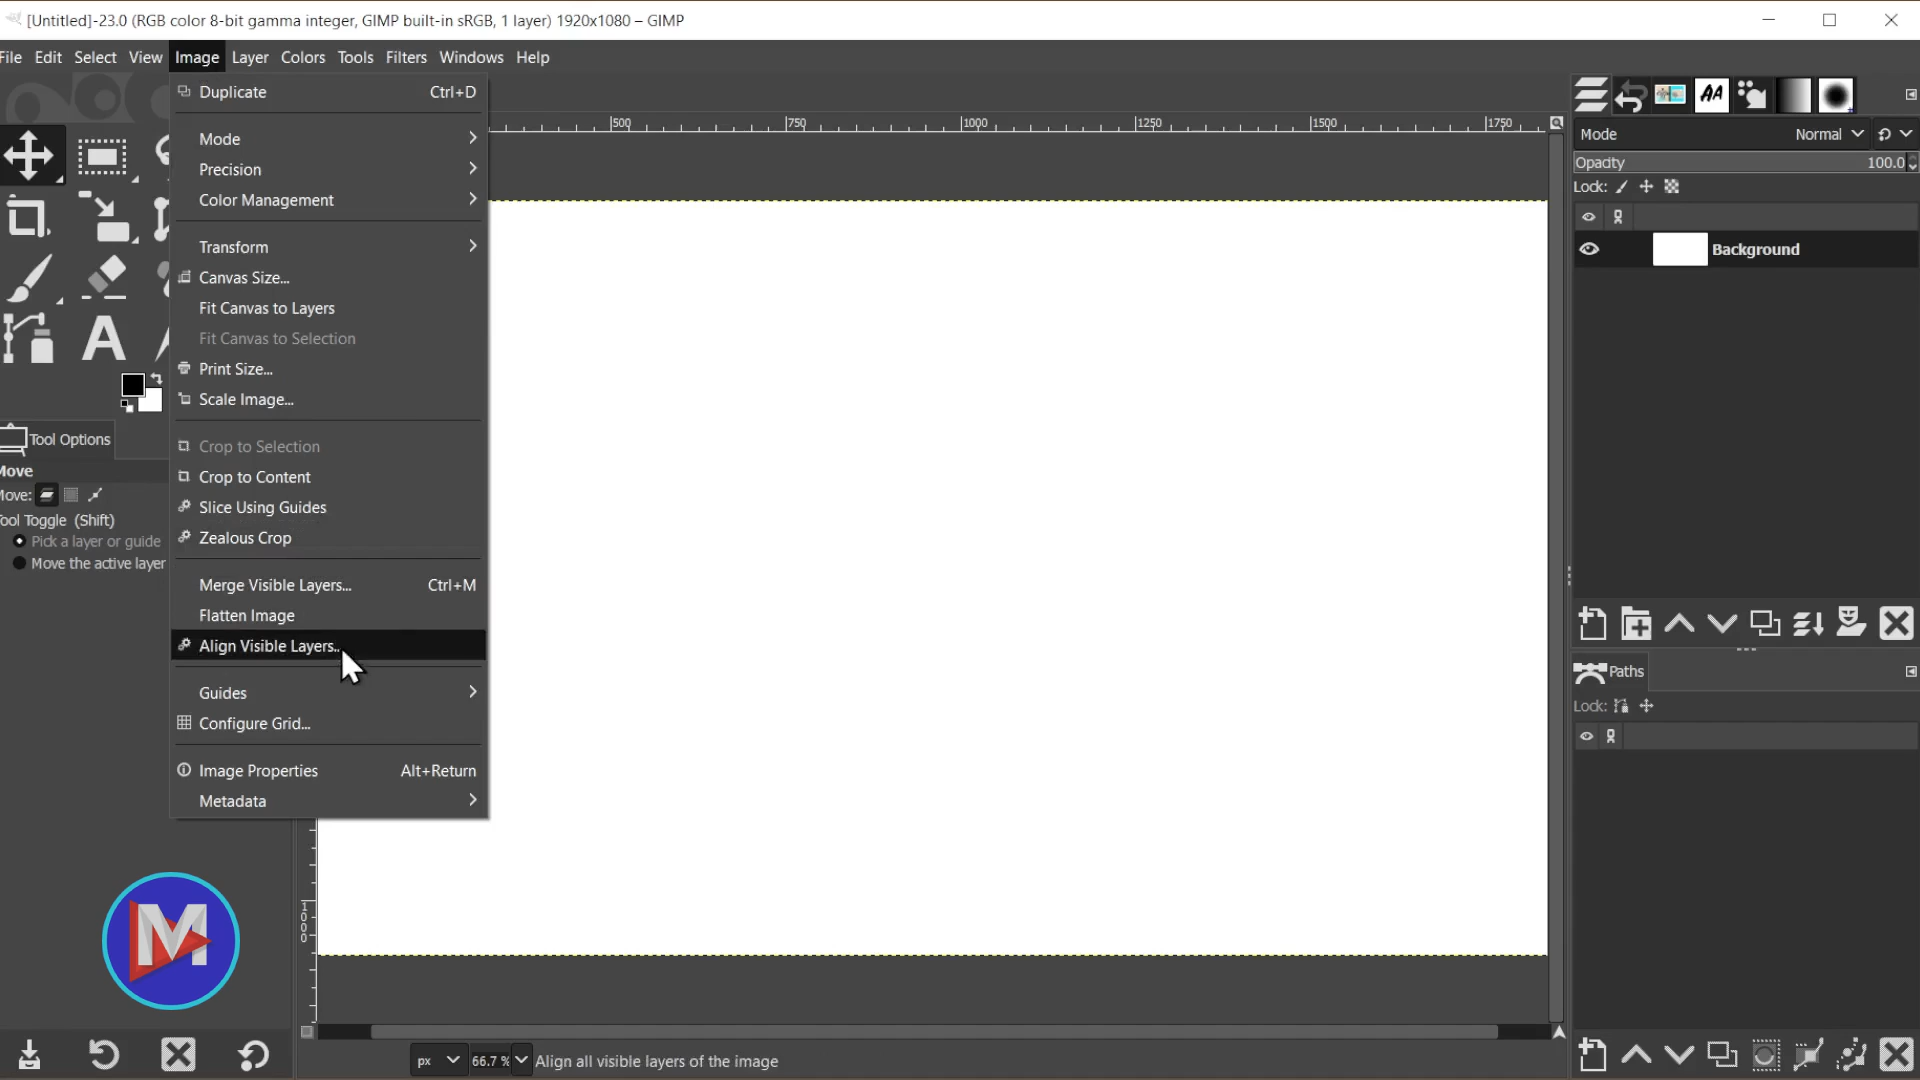 [Untitled]-23.0 (RGB color 8-bit gamma integer, GIMP built-in sRGB, 1 layer) 1920x1080 – GIMP
File Edit Select View Image Layer Colors Tools Filters Windows Help
Duplicate Ctrl+D
Mode
Precision
Color Management
Transform
Canvas Size...
Fit Canvas to Layers
Fit Canvas to Selection
Print Size...
Scale Image...
Crop to Selection
Crop to Content
Slice Using Guides
Zealous Crop
Merge Visible Layers... Ctrl+M
Flatten Image
Align Visible Layers...
Guides
Configure Grid...
Image Properties Alt+Return
Metadata
500 750 1000 1250 1500 1750
1000
Tool Options
Move
Move:
Tool Toggle (Shift)
Pick a layer or guide
Move the active layer
M
px 66.7 % Align all visible layers of the image
Mode Normal
Opacity 100.0
Lock:
Background
Paths
Lock: